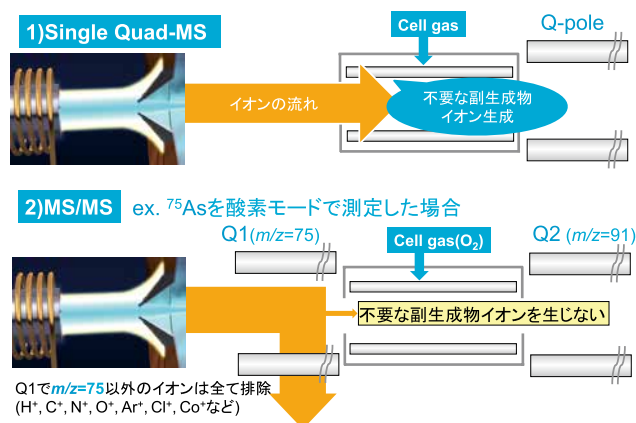 1)Single Quad-MS
Cell gas
Q-pole
イオンの流れ
不要な副生成物
イオン生成
2)MS/MS
ex. ⁷⁵Asを酸素モードで測定した場合
Q1(m/z=75)
Cell gas(O₂)
Q2 (m/z=91)
不要な副生成物イオンを生じない
Q1でm/z=75以外のイオンは全て排除
(H⁺, C⁺, N⁺, O⁺, Ar⁺, Cl⁺, Co⁺など)